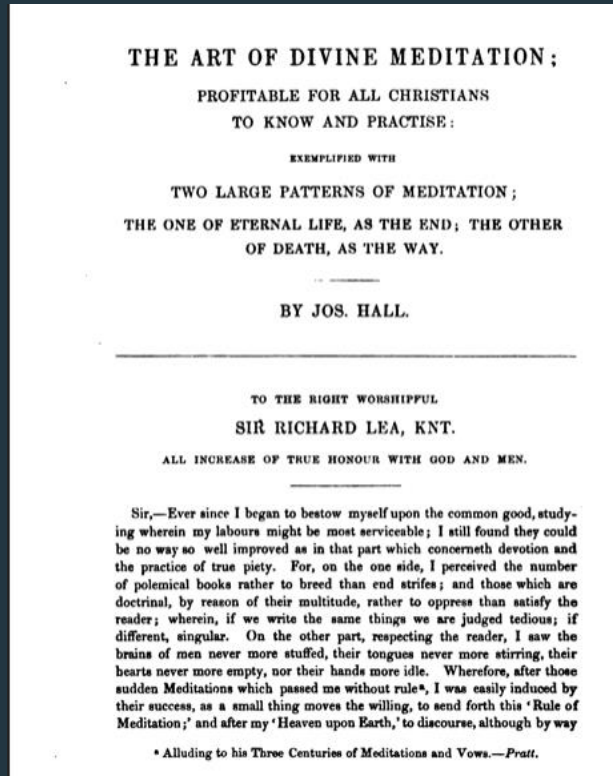 THE ART OF DIVINE MEDITATION;
PROFITABLE FOR ALL CHRISTIANS
TO KNOW AND PRACTISE:
EXEMPLIFIED WITH
TWO LARGE PATTERNS OF MEDITATION;
THE ONE OF ETERNAL LIFE, AS THE END; THE OTHER
OF DEATH, AS THE WAY.
BY JOS. HALL.
TO THE RIGHT WORSHIPFUL
SIR RICHARD LEA, KNT.
ALL INCREASE OF TRUE HONOUR WITH GOD AND MEN.
Sir,—Ever since I began to bestow myself upon the common good, study-
ing wherein my labours might be most serviceable; I still found they could
be no way so well improved as in that part which concerneth devotion and
the practice of true piety. For, on the one side, I perceived the number
of polemical books rather to breed than end strifes; and those which are
doctrinal, by reason of their multitude, rather to oppress than satisfy the
reader; wherein, if we write the same things we are judged tedious; if
different, singular. On the other part, respecting the reader, I saw the
brains of men never more stuffed, their tongues never more stirring, their
hearts never more empty, nor their hands more idle. Wherefore, after those
sudden Meditations which passed me without rule*, I was easily induced by
their success, as a small thing moves the willing, to send forth this ‘Rule of
Meditation;’ and after my ‘Heaven upon Earth,’ to discourse, although by way
* Alluding to his Three Centuries of Meditations and Vows.—Pratt.